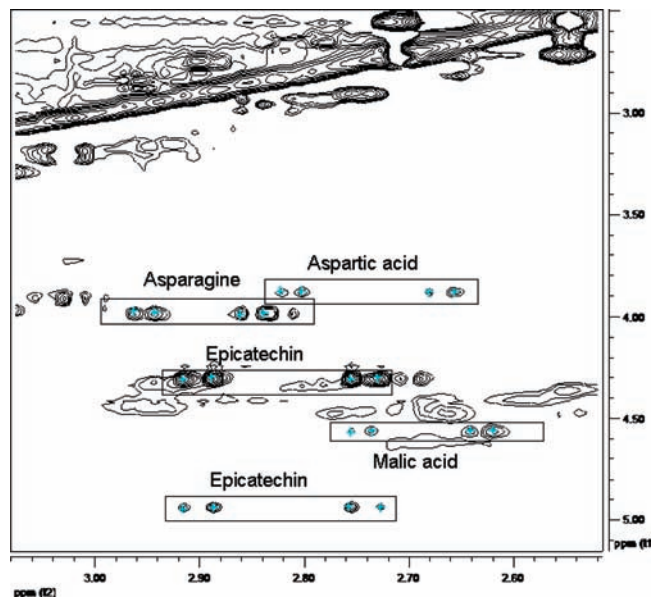 3.00
3.50
Aspartic acid
Asparagine
4.00
Epicatechin
4.50
Malic acid
Epicatechin
5.00
ppm (f1
3.00 2.90 2.80 2.70 2.60
ppm (f2)